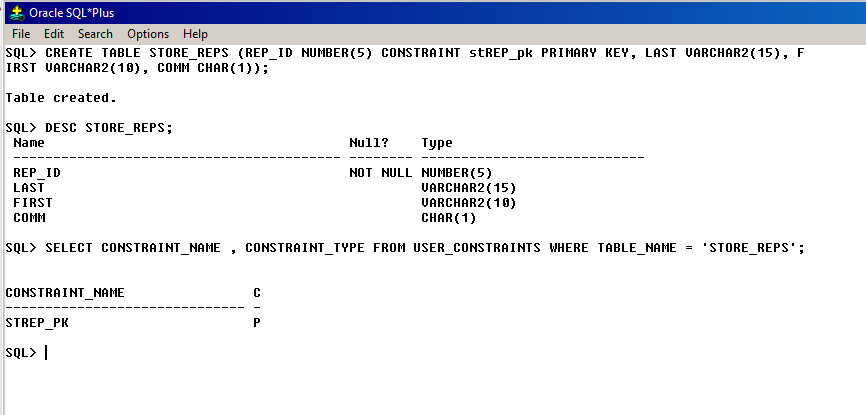 Oracle SQL*Plus
File Edit Search Options Help
SQL> CREATE TABLE STORE_REPS (REP_ID NUMBER(5) CONSTRAINT stREP_pk PRIMARY KEY, LAST VARCHAR2(15), F
IRST VARCHAR2(10), COMM CHAR(1));
Table created.
SQL> DESC STORE_REPS;
Name Null? Type
----------------------------------------- -------- ----------------------------
REP_ID NOT NULL NUMBER(5)
LAST VARCHAR2(15)
FIRST VARCHAR2(10)
COMM CHAR(1)
SQL> SELECT CONSTRAINT_NAME , CONSTRAINT_TYPE FROM USER_CONSTRAINTS WHERE TABLE_NAME = 'STORE_REPS';
CONSTRAINT_NAME C
------------------------------ -
STREP_PK P
SQL>